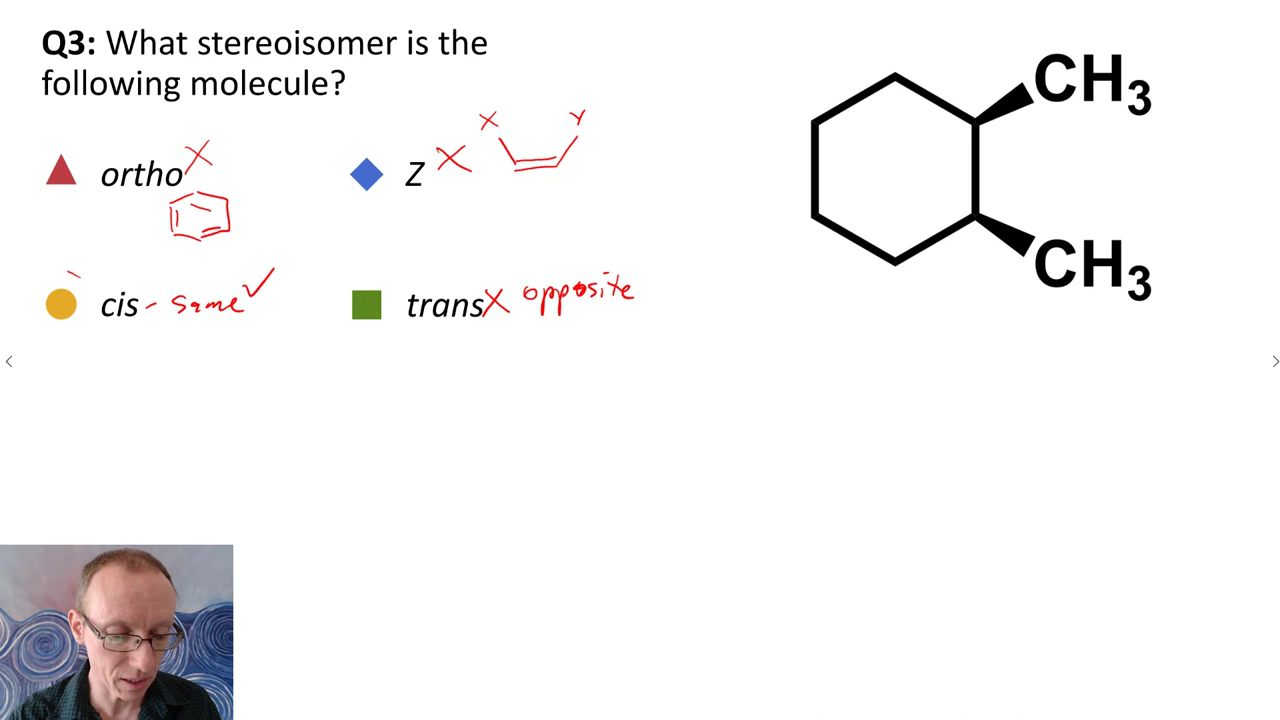 Q3: What stereoisomer is the
following molecule?
ortho X
Z X
X Y
cis - same ✓
trans X opposite
CH3
CH3